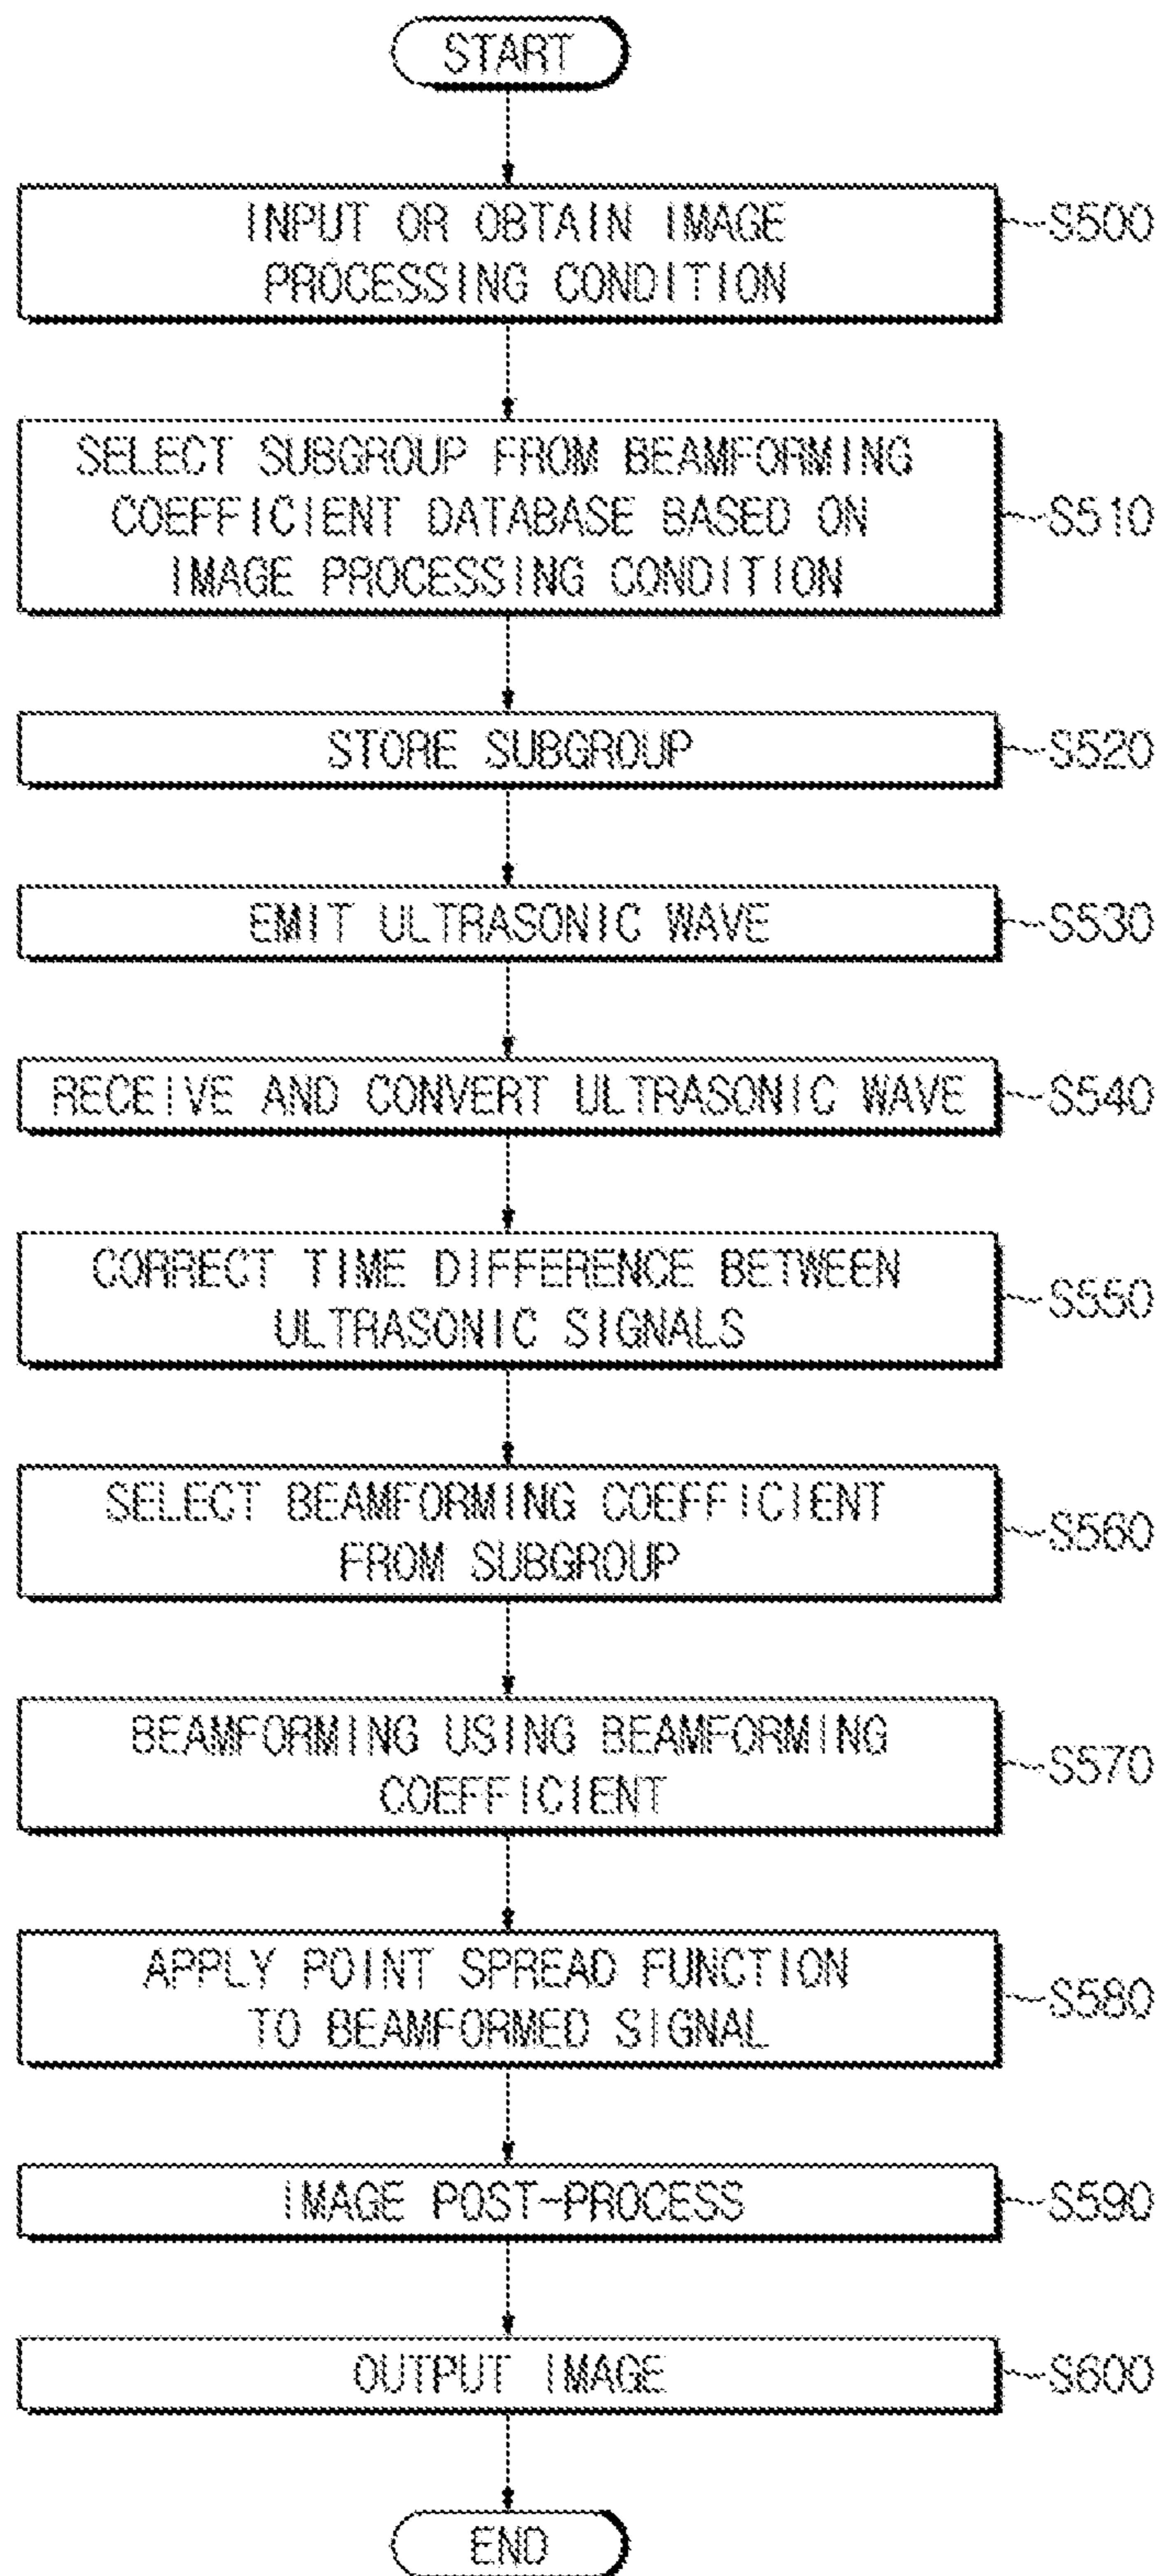 START
INPUT OR OBTAIN IMAGE
PROCESSING CONDITION
S500
SELECT SUBGROUP FROM BEAMFORMING
COEFFICIENT DATABASE BASED ON
IMAGE PROCESSING CONDITION
S510
STORE SUBGROUP
S520
EMIT ULTRASONIC WAVE
S530
RECEIVE AND CONVERT ULTRASONIC WAVE
S540
CORRECT TIME DIFFERENCE BETWEEN
ULTRASONIC SIGNALS
S550
SELECT BEAMFORMING COEFFICIENT
FROM SUBGROUP
S560
BEAMFORMING USING BEAMFORMING
COEFFICIENT
S570
APPLY POINT SPREAD FUNCTION
TO BEAMFORMED SIGNAL
S580
IMAGE POST-PROCESS
S590
OUTPUT IMAGE
S600
END